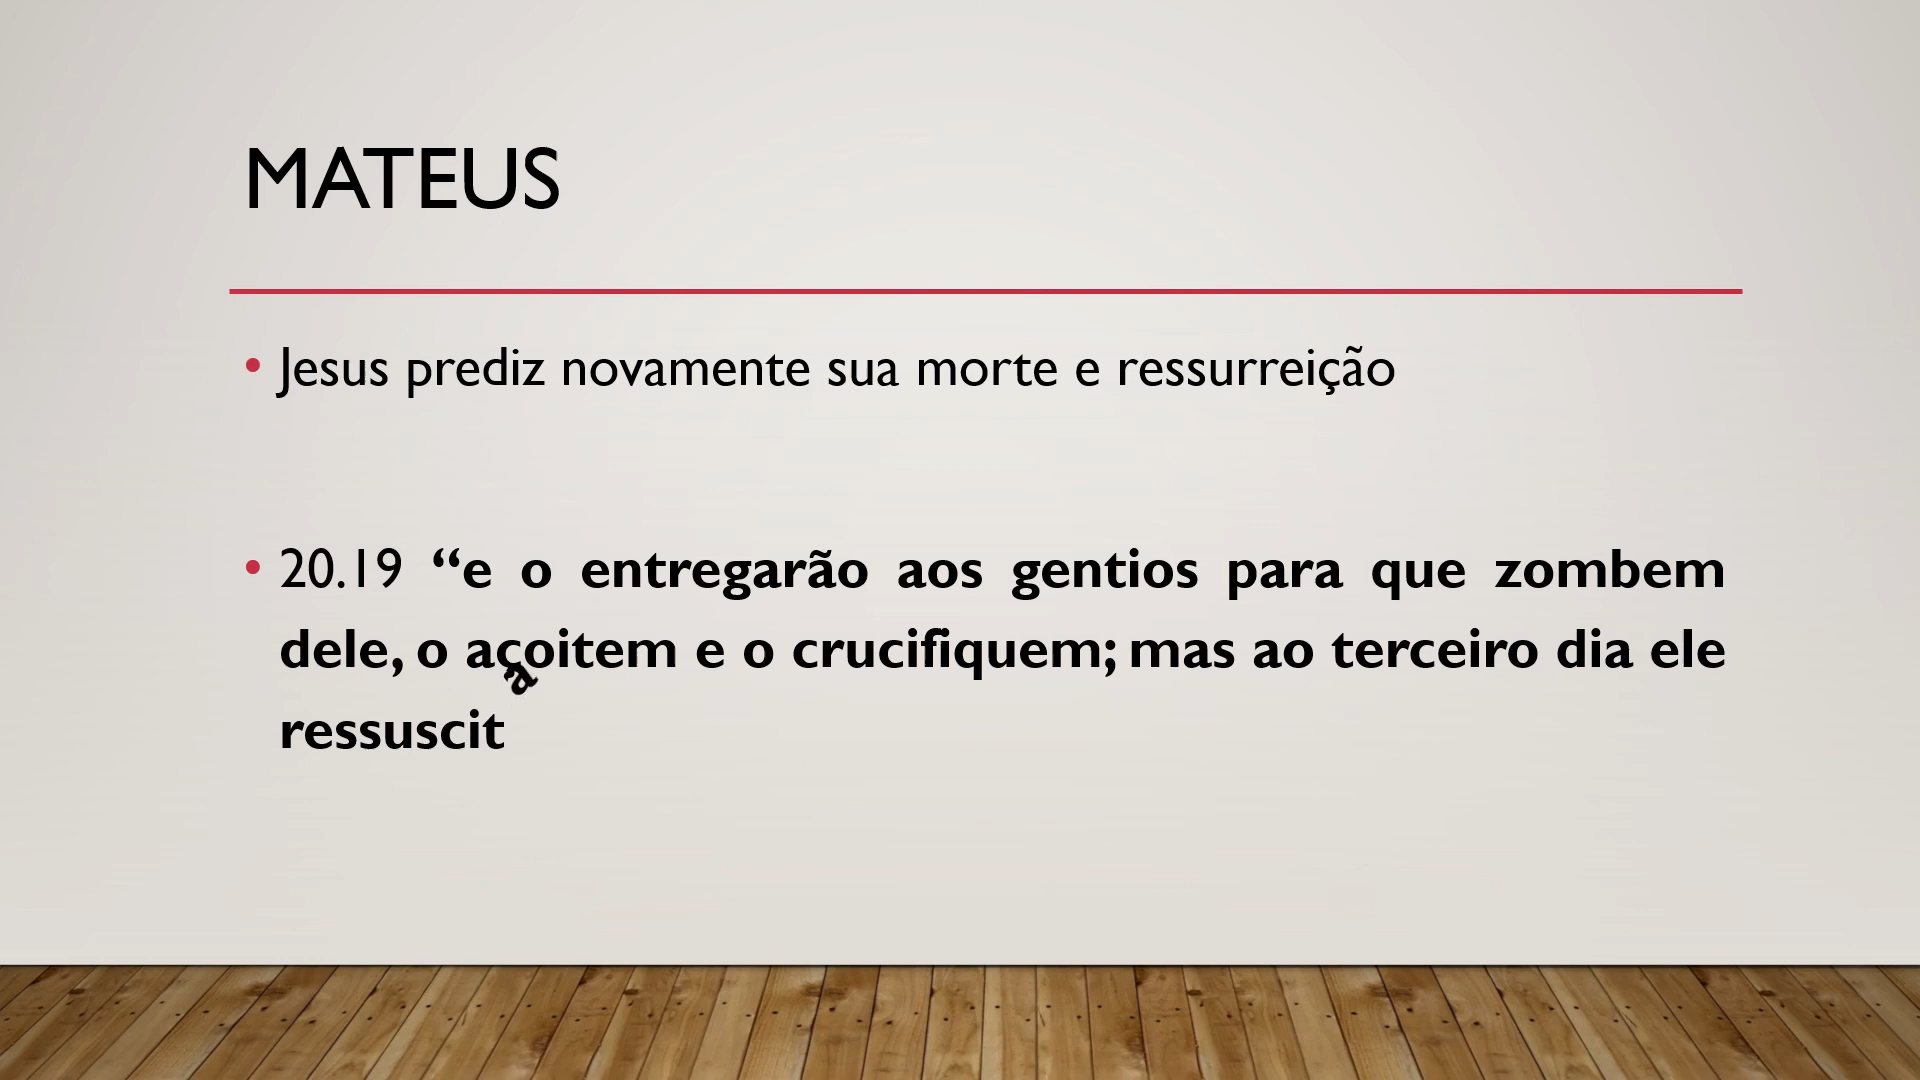 MATEUS
• Jesus prediz novamente sua morte e ressurreição
• 20.19 “e o entregarão aos gentios para que zombem
dele, o açoitem e o crucifiquem; mas ao terceiro dia ele
ressuscita